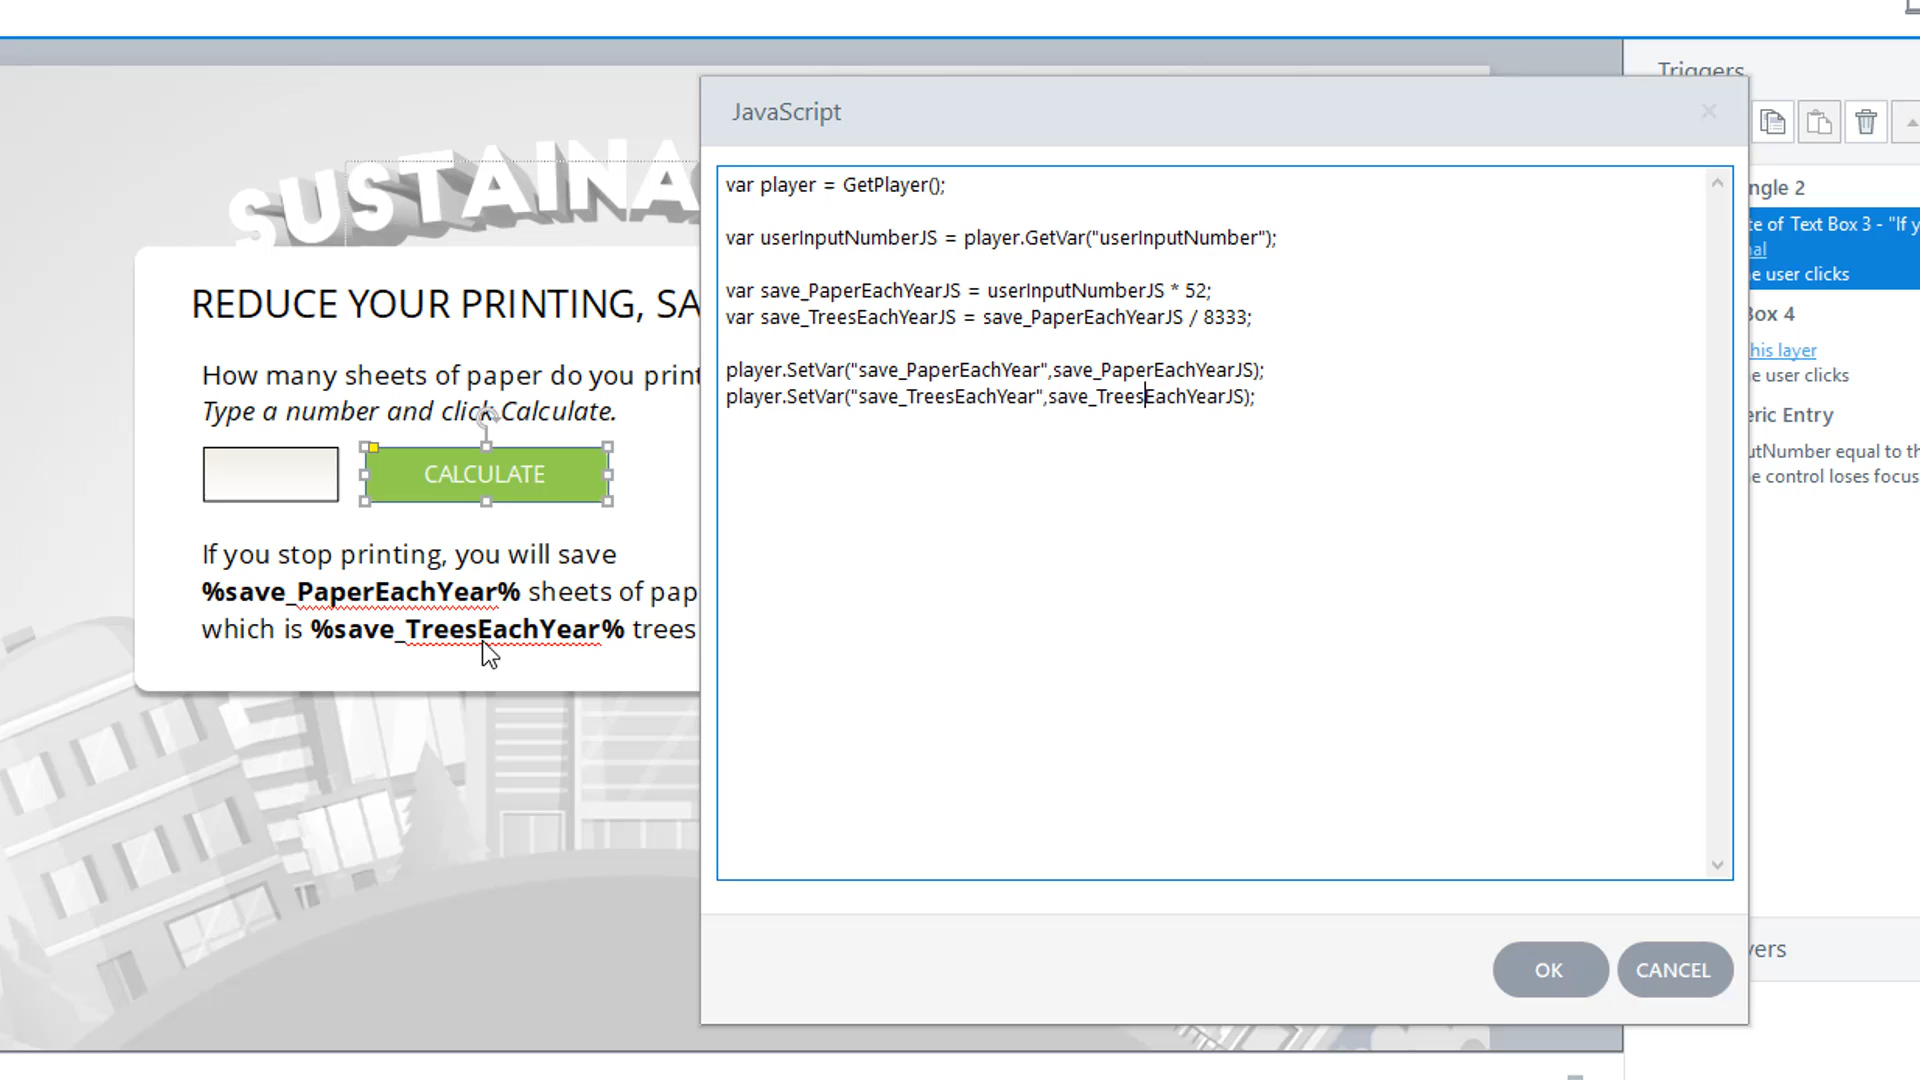 Triggers
JavaScript
var player = GetPlayer();
var userInputNumberJS = player.GetVar("userInputNumber");
var save_PaperEachYearJS = userInputNumberJS * 52;
var save_TreesEachYearJS = save_PaperEachYearJS / 8333;
player.SetVar("save_PaperEachYear",save_PaperEachYearJS);
player.SetVar("save_TreesEachYear",save_TreesEachYearJS);
OK
CANCEL
SUSTAINA
REDUCE YOUR PRINTING, SA
How many sheets of paper do you print
Type a number and click Calculate.
CALCULATE
If you stop printing, you will save
%save_PaperEachYear% sheets of pap
which is %save_TreesEachYear% trees
ngle 2
te of Text Box 3 - "If y
al
e user clicks
Box 4
his layer
e user clicks
eric Entry
utNumber equal to th
e control loses focus
yers